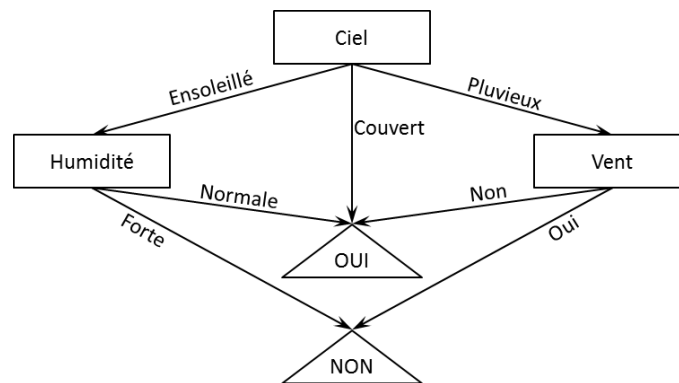 Ciel
Ensoleillé
Pluvieux
Couvert
Humidité
Vent
Normale
Non
Forte
Oui
OUI
NON